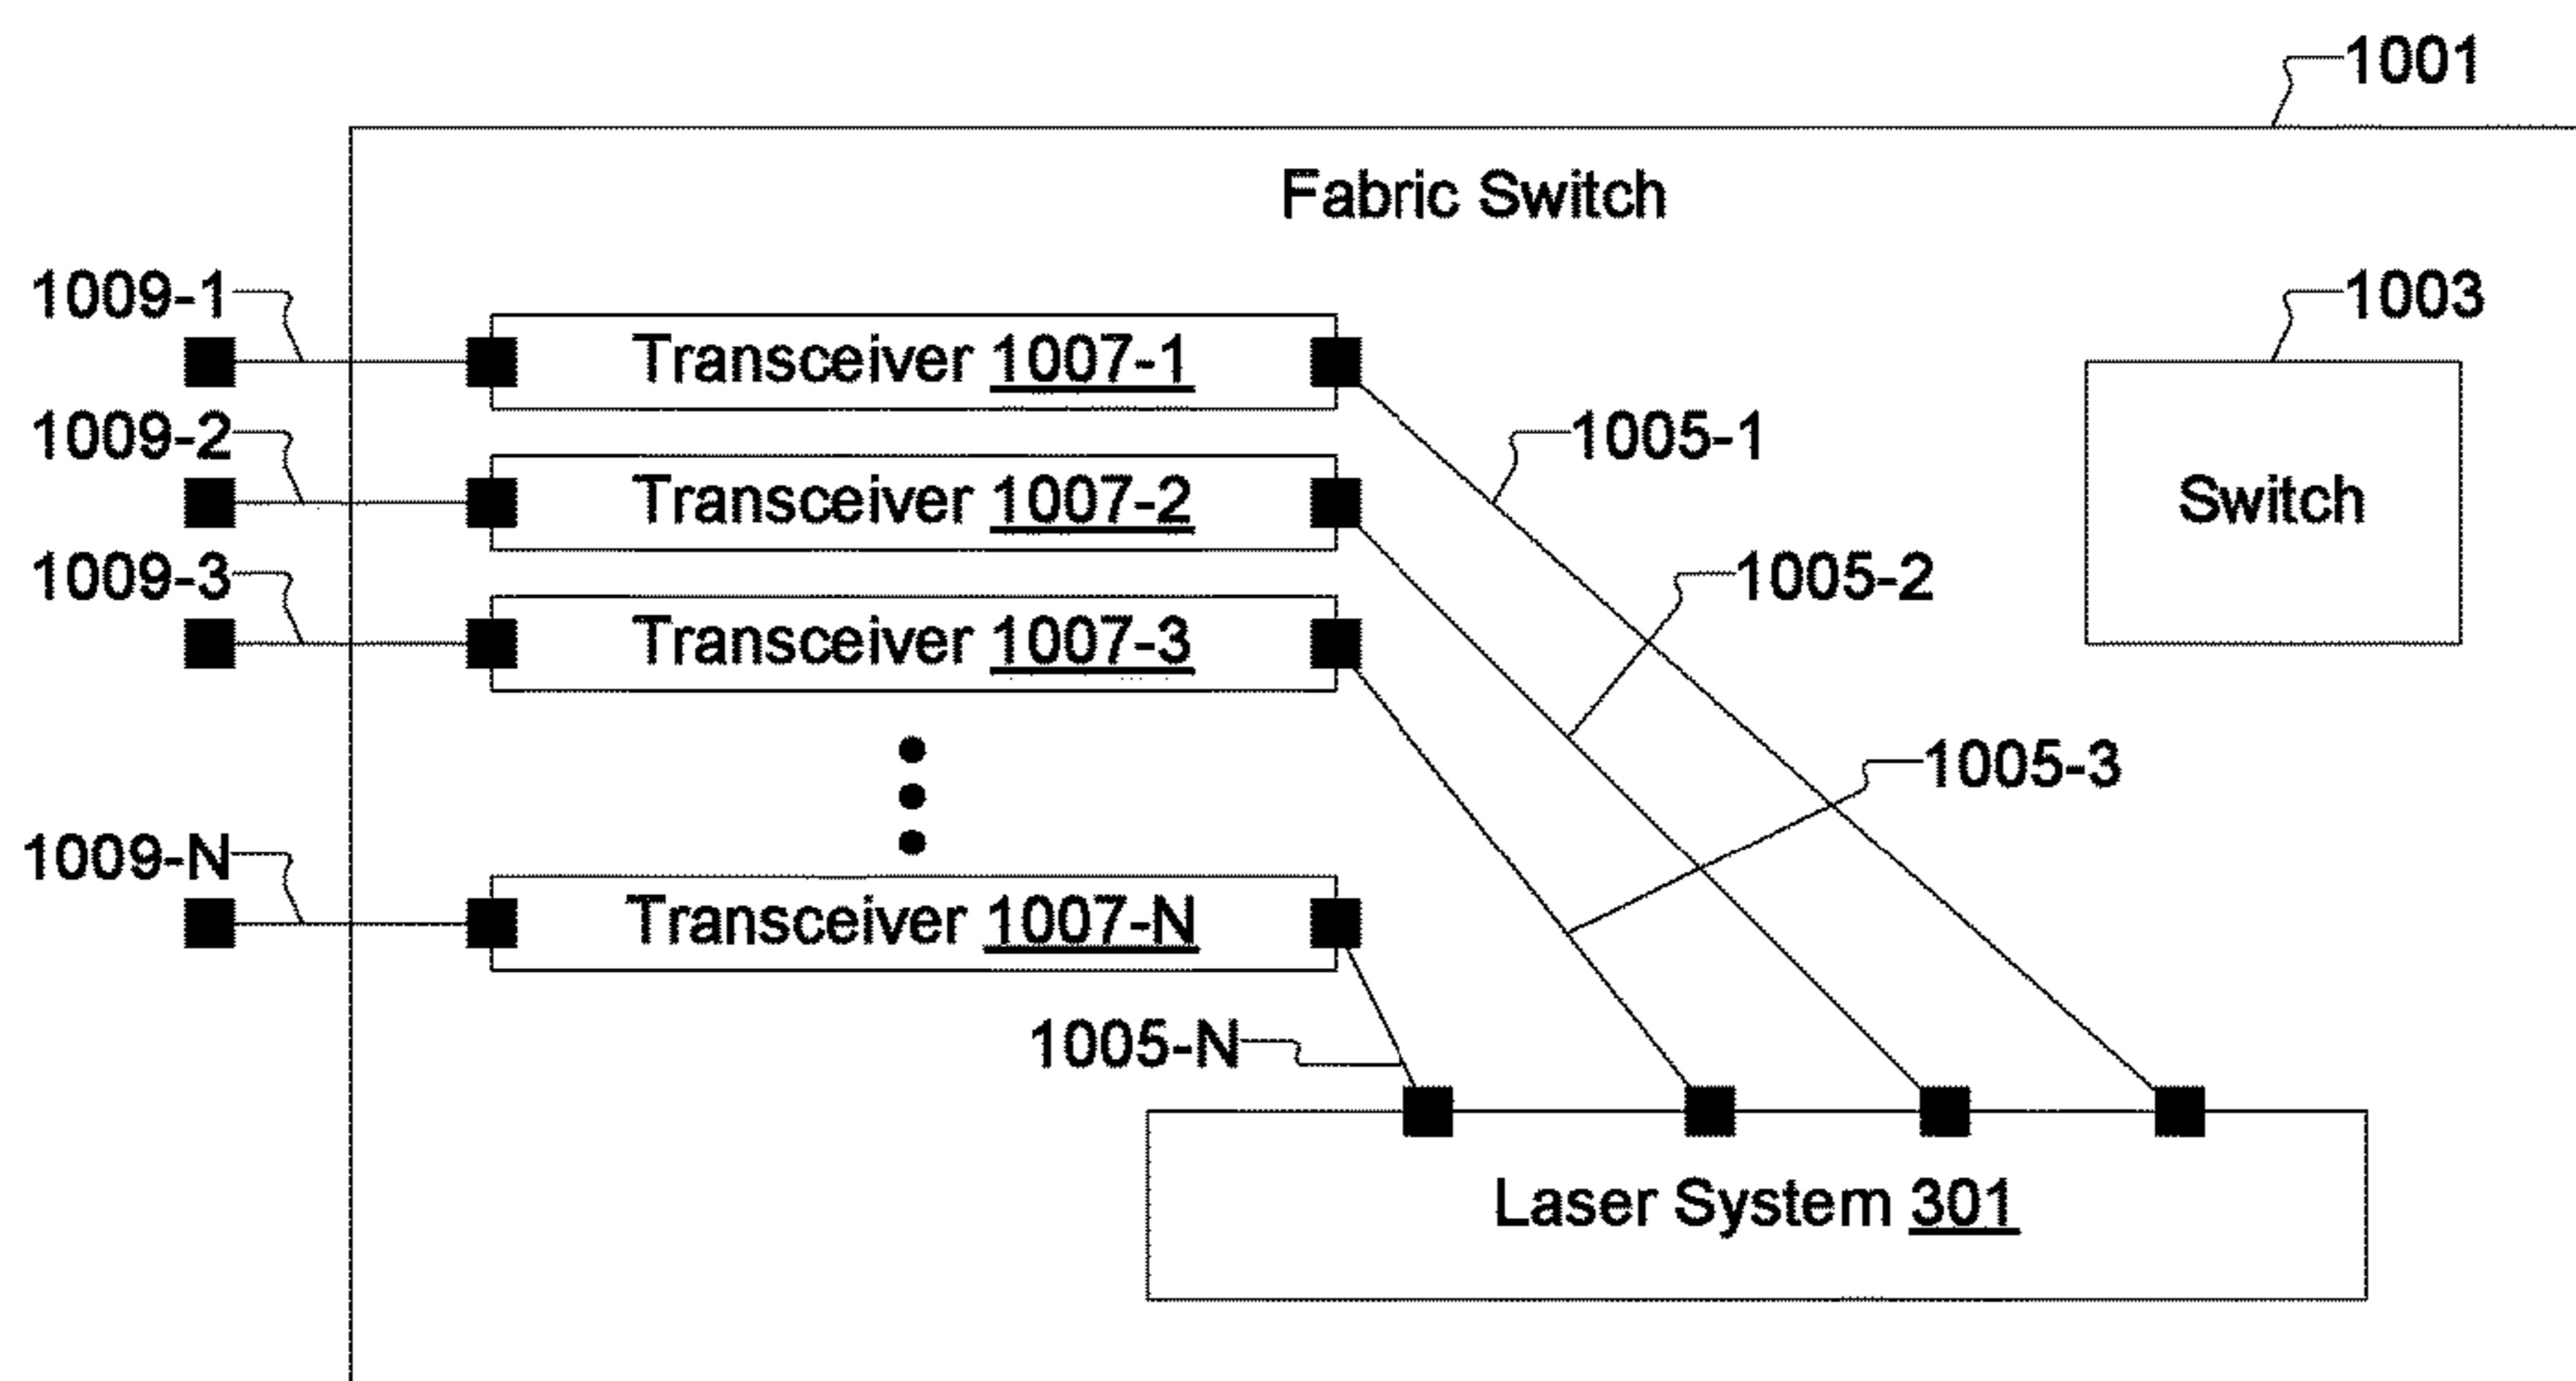 1001
Fabric Switch
1009-1
1003
Transceiver 1007-1
1009-2
1005-1
Transceiver 1007-2
Switch
1009-3
1005-2
Transceiver 1007-3
1005-3
1009-N
Transceiver 1007-N
1005-N
Laser System 301